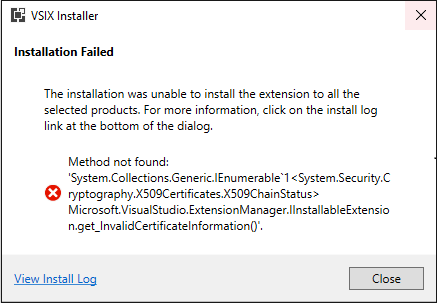 VSIX Installer
Installation Failed
The installation was unable to install the extension to all the
selected products. For more information, click on the install log
link at the bottom of the dialog.
Method not found:
'System.Collections.Generic.IEnumerable`1<System.Security.C
ryptography.X509Certificates.X509ChainStatus>
Microsoft.VisualStudio.ExtensionManager.IInstallableExtensio
n.get_InvalidCertificateInformation()'.
View Install Log
Close